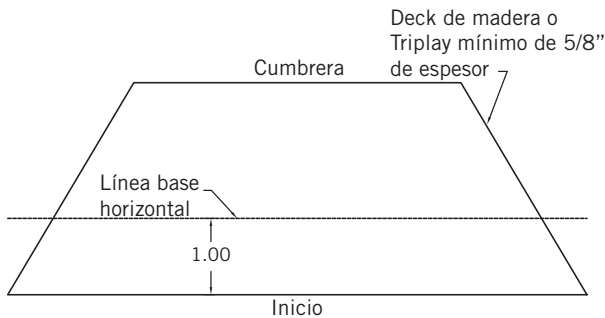 Deck de madera o
Triplay mínimo de 5/8”
de espesor
Cumbrera
Línea base
horizontal
1.00
Inicio